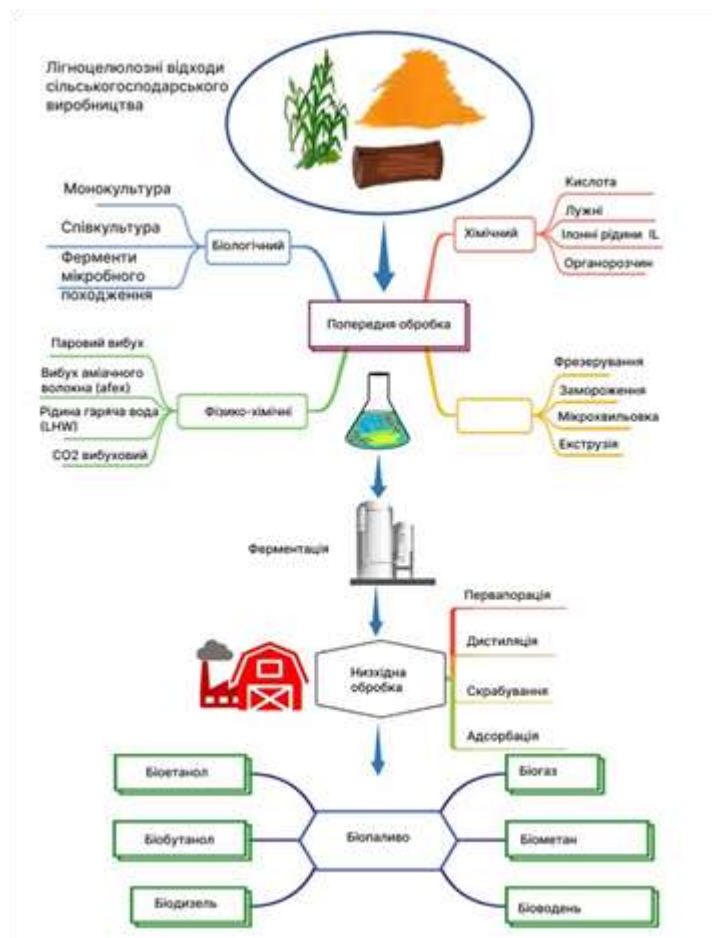 Лігноцелюлозні відходи
сільськогосподарського
виробництва
Монокультура
Співкультура
Ферменти
мікробного
походження
Біологічний
Хімічний
Кислота
Лужні
Ілонні рідини IL
Органорозчин
Попередня обробка
Паровий вибух
Вибух аміачного
волокна (afex)
Рідина гаряча вода
(LHW)
CO2 вибуховий
Фізико-хімічні
Фрезерування
Замороження
Мікрохвильовка
Екструзія
Ферментація
Первапорація
Дистиляція
Скрабування
Адсорбація
Низхідна
обробка
Біоетанол
Біобутанол
Біодизель
Біопаливо
Біогаз
Біометан
Біоводень